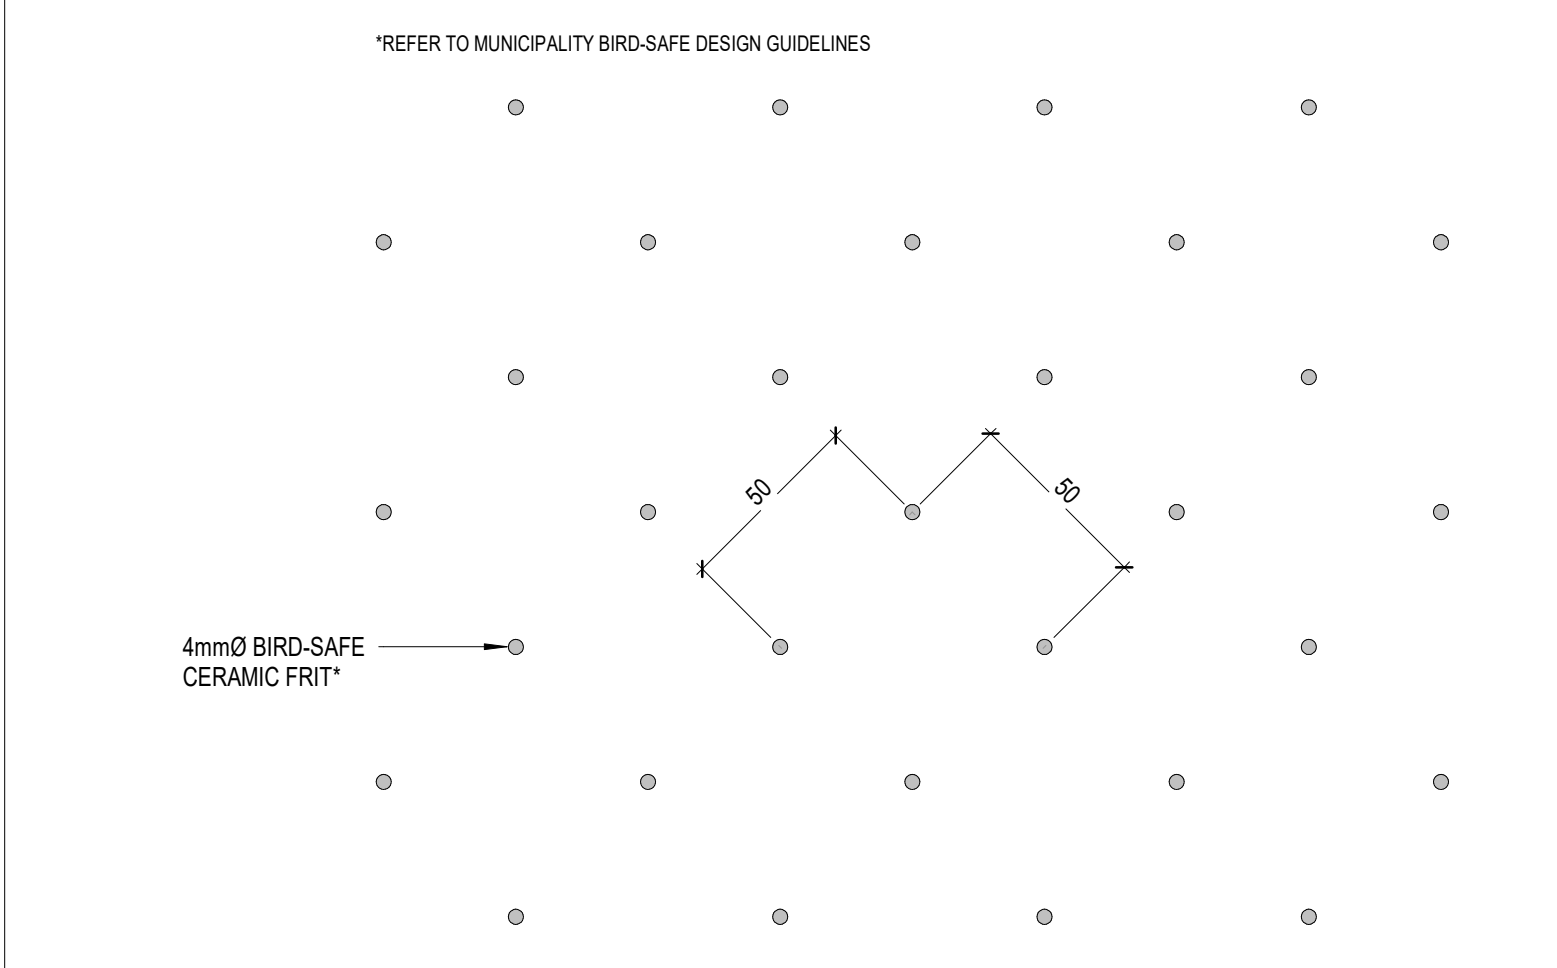 *REFER TO MUNICIPALITY BIRD-SAFE DESIGN GUIDELINES
50
50
4mmØ BIRD-SAFE
CERAMIC FRIT*